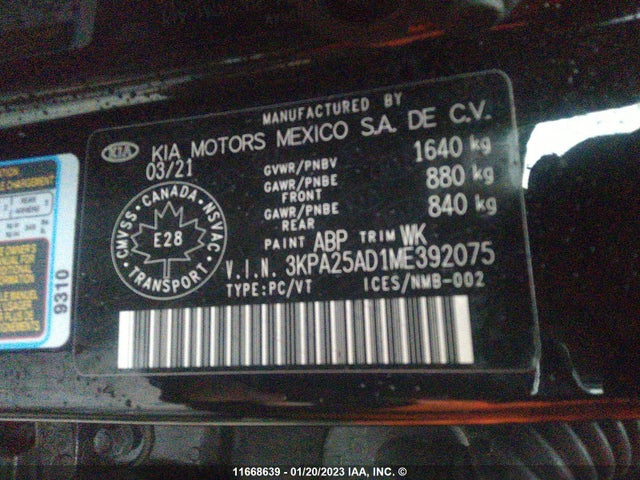 MANUFACTURED BY
KIA KIA MOTORS MEXICO S.A. DE C.V.
03/21
GVWR/PNBV 1640 kg
GAWR/PNBE FRONT 880 kg
GAWR/PNBE REAR 840 kg
PAINT ABP TRIM WK
V.I.N. 3KPA25AD1ME392075
TYPE:PC/VT ICES/NMB-002
CANADA
CMVSS NSVAC
E28
TRANSPORT
9310
11668639 - 01/20/2023 IAA, INC. ©